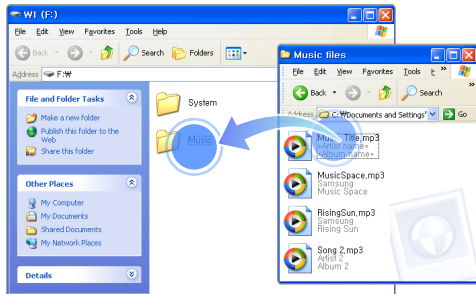 W1 (F:)
File Edit View Favorites Tools Help
Back Search Folders
Address F:₩
File and Folder Tasks
Make a new folder
Publish this folder to the
Web
Share this folder
Other Places
My Computer
My Documents
Shared Documents
My Network Places
Details
System
Music
Music files
File Edit View Favorites Tools »
Back Search »
Address C:₩Documents and Settings Go
Music Title.mp3
*Artist name*
*Album name*
MusicSpace.mp3
Samsung
Music Space
RisingSun.mp3
Samsung
Rising Sun
Song 2.mp3
Artist 2
Album 2